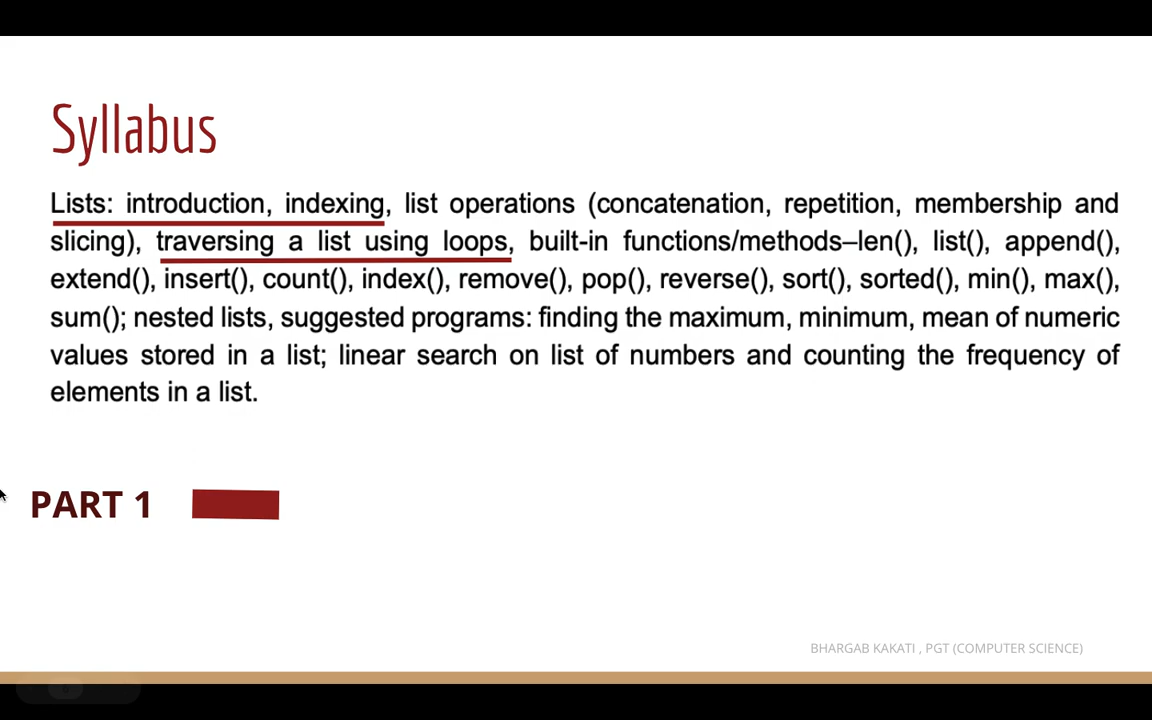 Syllabus
Lists: introduction, indexing, list operations (concatenation, repetition, membership and
slicing), traversing a list using loops, built-in functions/methods–len(), list(), append(),
extend(), insert(), count(), index(), remove(), pop(), reverse(), sort(), sorted(), min(), max(),
sum(); nested lists, suggested programs: finding the maximum, minimum, mean of numeric
values stored in a list; linear search on list of numbers and counting the frequency of
elements in a list.
PART 1
BHARGAB KAKATI , PGT (COMPUTER SCIENCE)